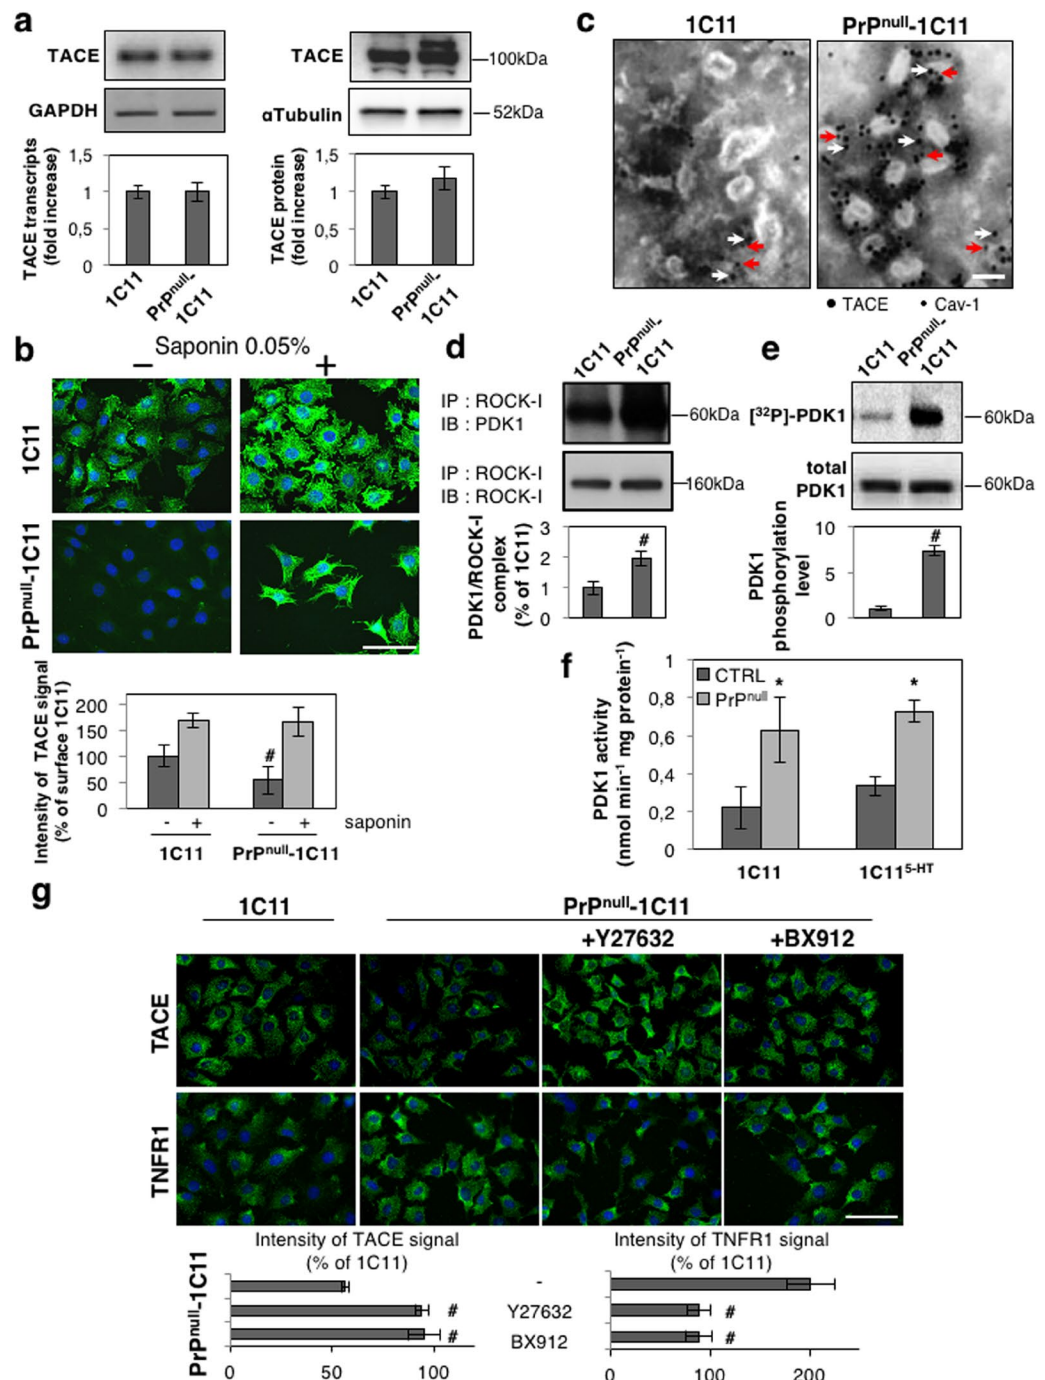 a
TACE
GAPDH
TACE transcripts
(fold increase)
1,5
1
0,5
0
1C11
PrPnull-
1C11
TACE
100kDa
αTubulin
52kDa
TACE protein
(fold increase)
1,5
1
0,5
0
1C11
PrPnull-
1C11
c
1C11
PrPnull-1C11
● TACE • Cav-1
b
Saponin 0.05%
– +
1C11
PrPnull-1C11
Intensity of TACE signal
(% of surface 1C11)
200
150
100
50
0
#
- + - + saponin
1C11 PrPnull-1C11
d
1C11
PrPnull-
1C11
IP : ROCK-I
IB : PDK1
60kDa
IP : ROCK-I
IB : ROCK-I
160kDa
PDK1/ROCK-I
complex
(% of 1C11)
3
2
1
0
#
e
1C11
PrPnull-
1C11
[32P]-PDK1
60kDa
total
PDK1
60kDa
PDK1
phosphorylation
level
10
5
0
#
f
PDK1 activity
(nmol min-1 mg protein-1)
1
0,8
0,6
0,4
0,2
0
CTRL
PrPnull
* *
1C11 1C115-HT
g
1C11 PrPnull-1C11
+Y27632 +BX912
TACE
TNFR1
Intensity of TACE signal
(% of 1C11)
PrPnull-1C11
#
#
0 50 100
-
Y27632
BX912
Intensity of TNFR1 signal
(% of 1C11)
#
#
0 100 200